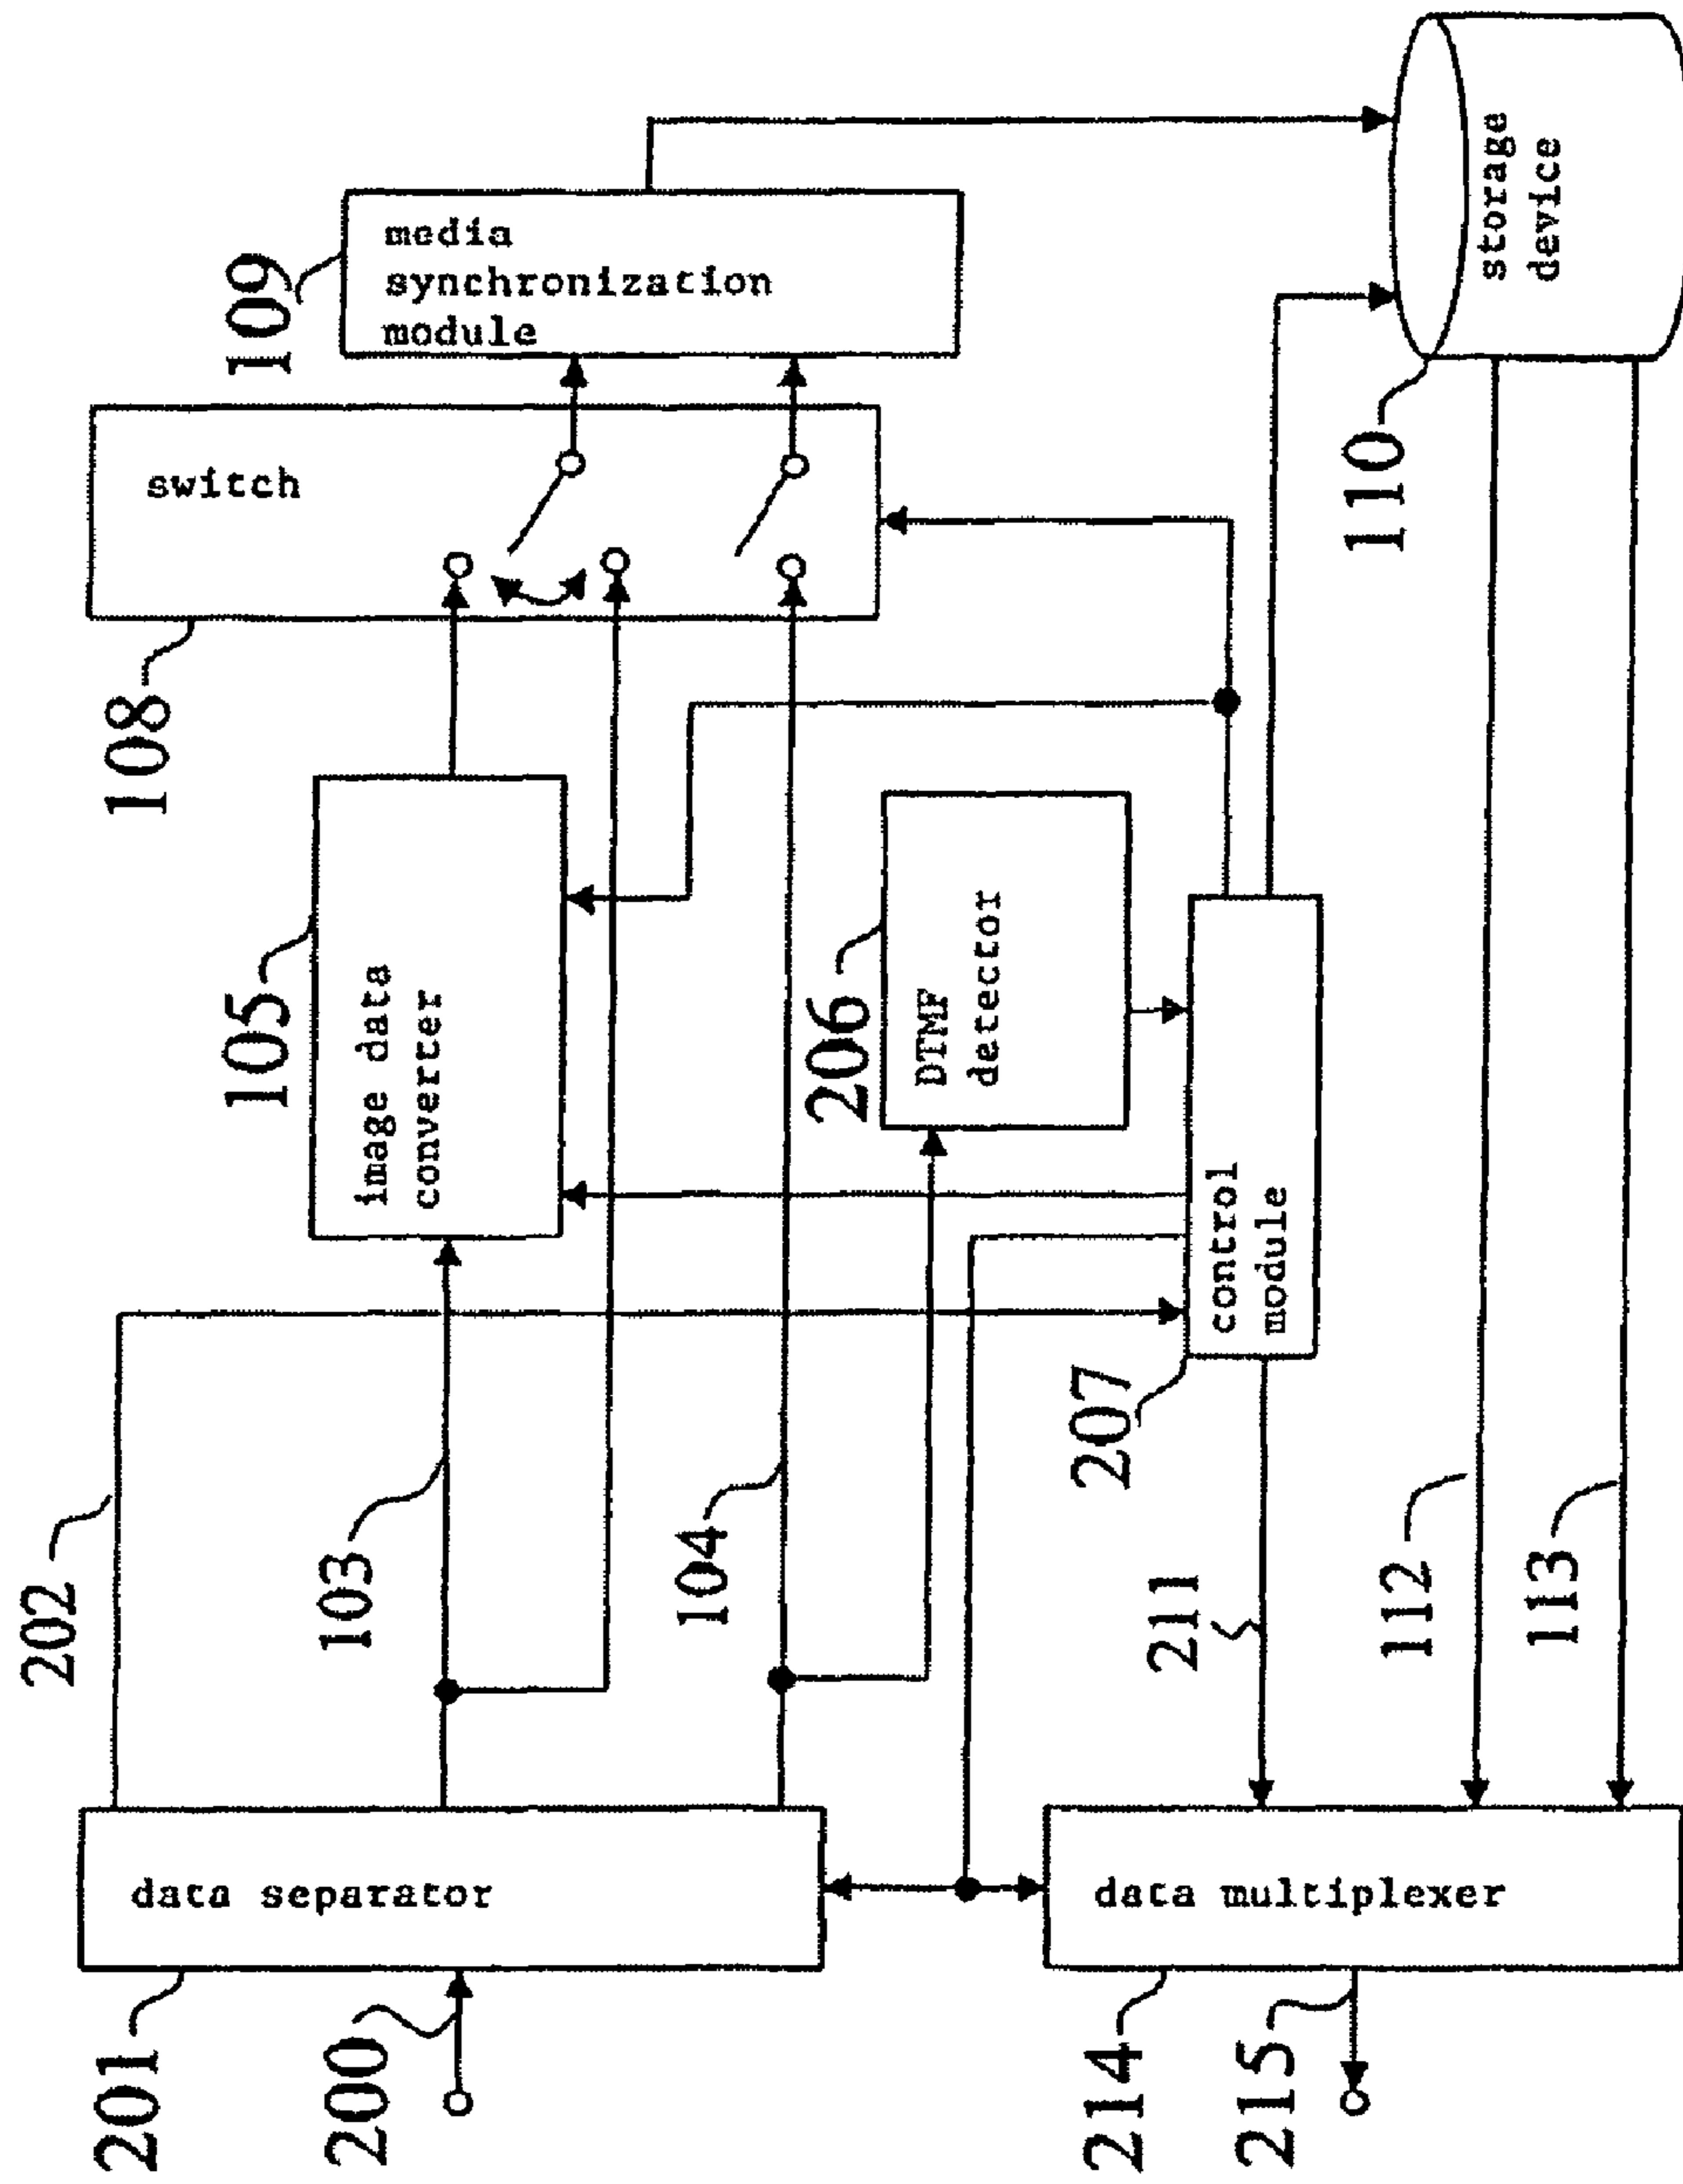 201
200
data separator
202
103
104
105
image data
converter
206
DTMF
detector
108
switch
109
media
synchronization
module
207
control
module
214
215
data multiplexer
211
112
113
110
storage
device